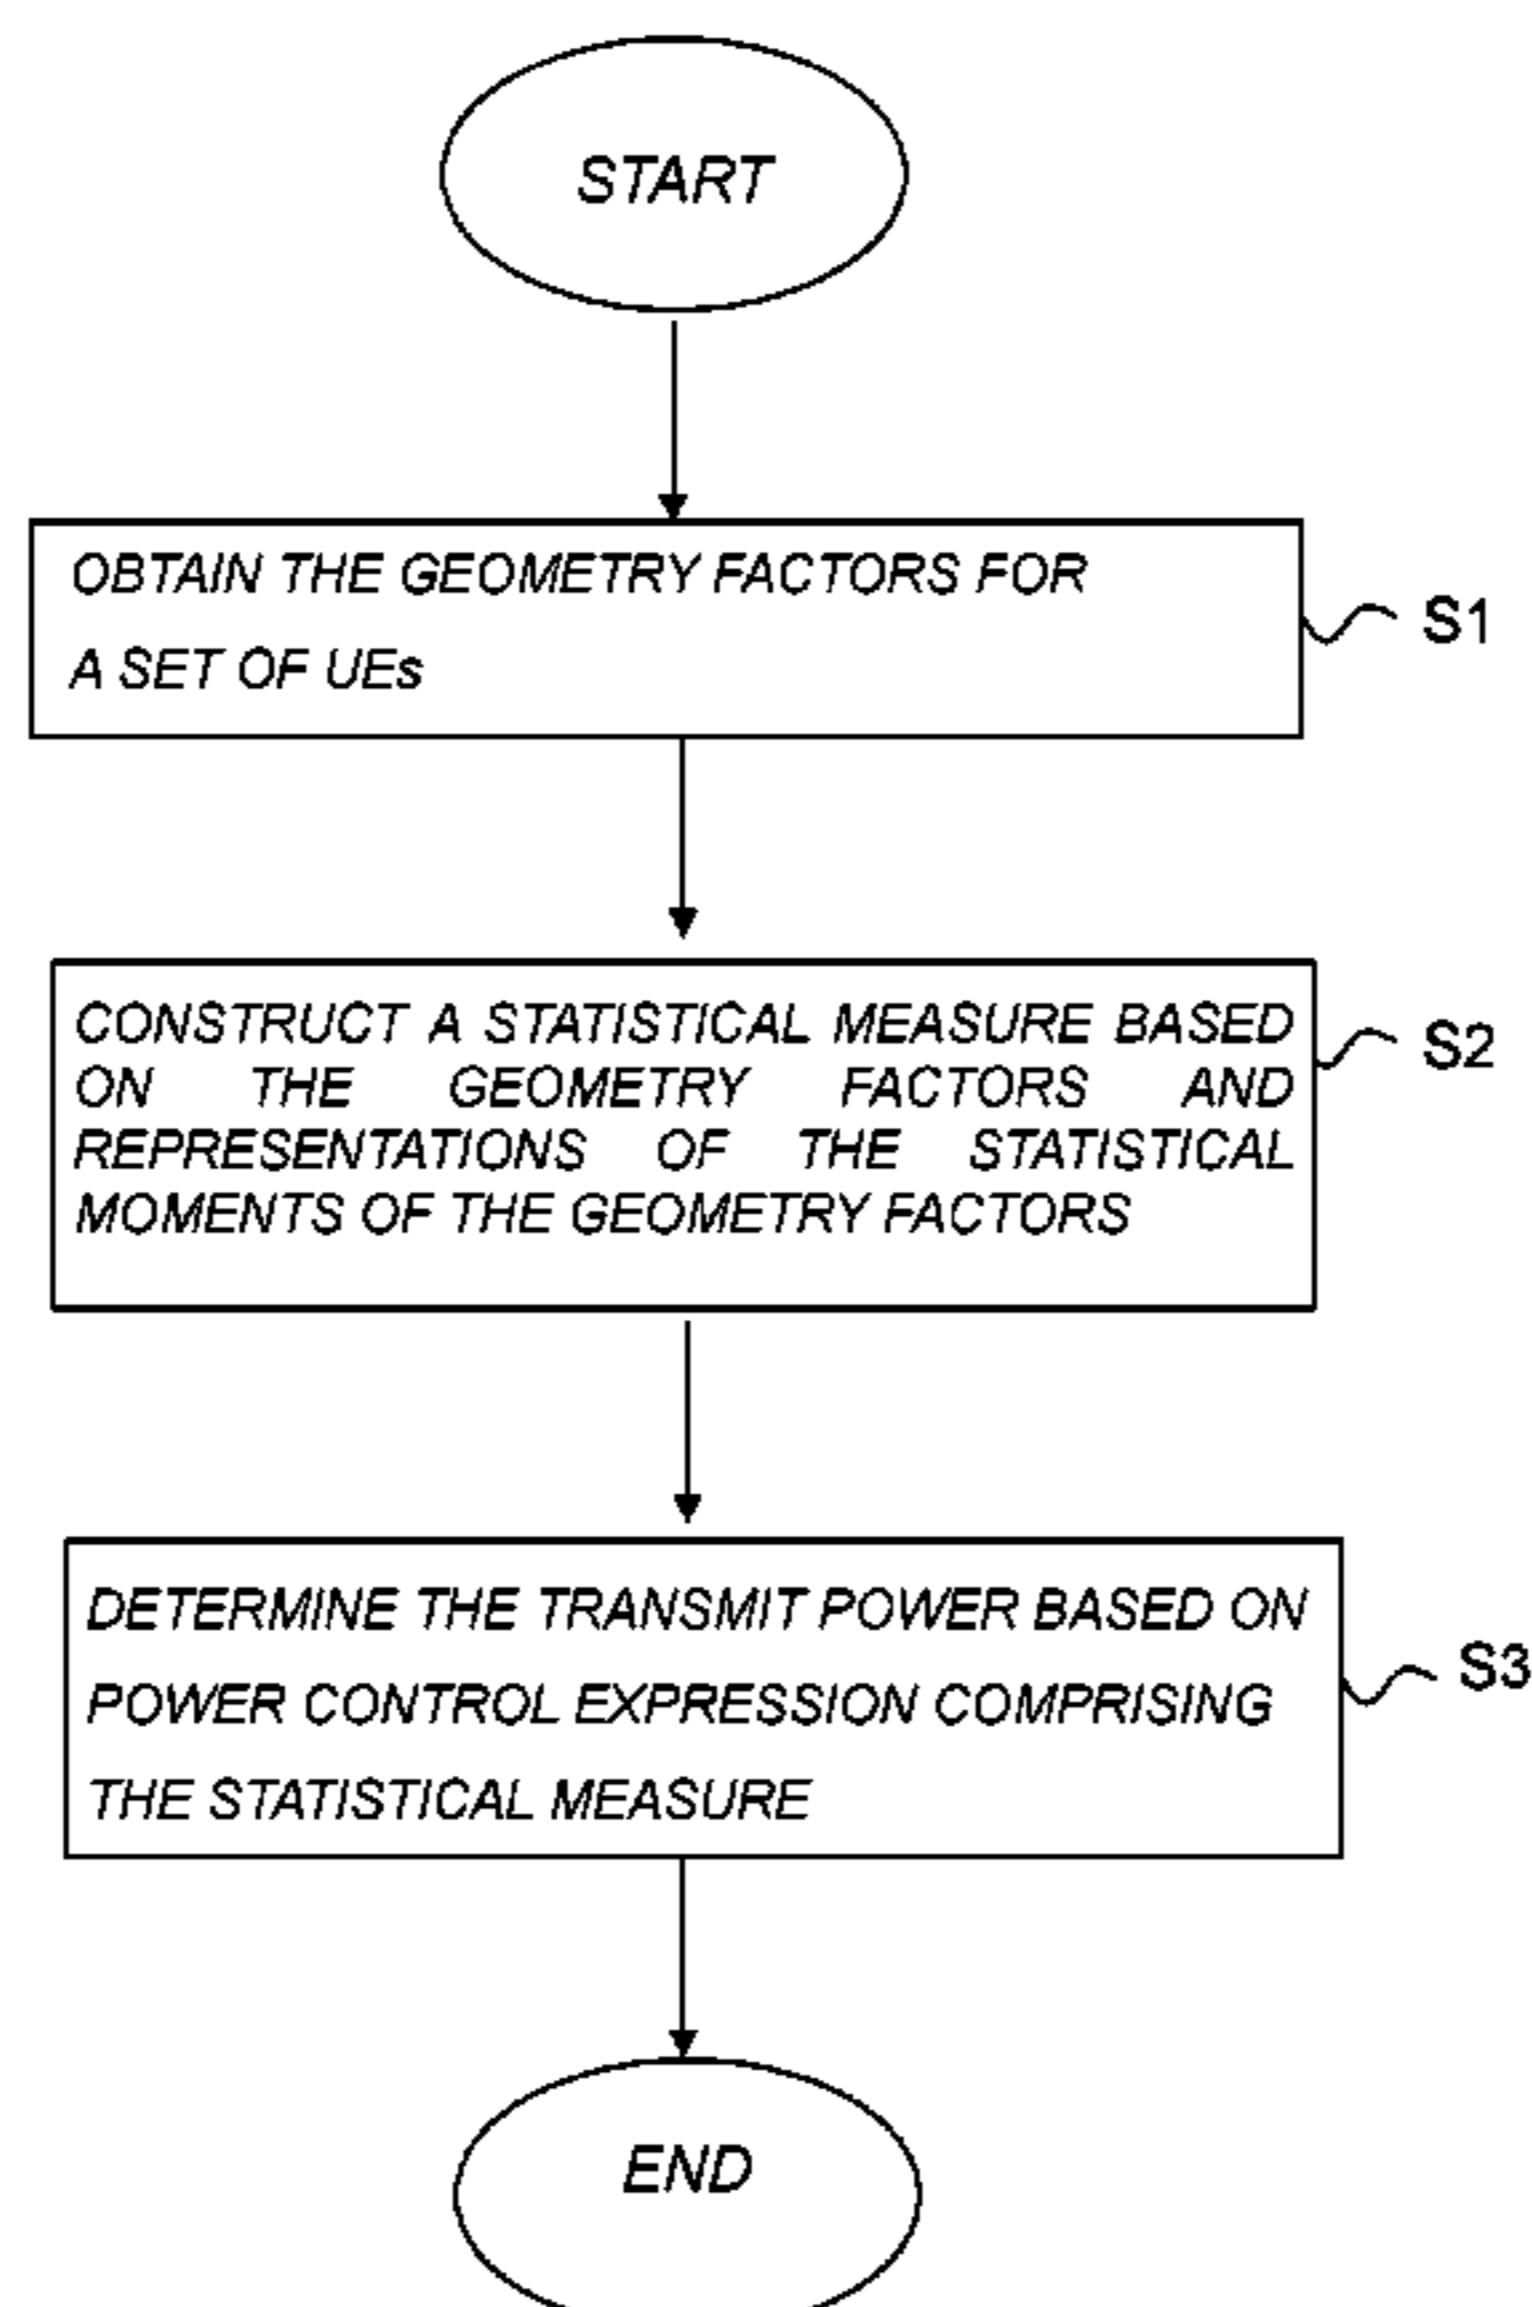 START
OBTAIN THE GEOMETRY FACTORS FOR
A SET OF UEs
S1
CONSTRUCT A STATISTICAL MEASURE BASED
ON THE GEOMETRY FACTORS AND
REPRESENTATIONS OF THE STATISTICAL
MOMENTS OF THE GEOMETRY FACTORS
S2
DETERMINE THE TRANSMIT POWER BASED ON
POWER CONTROL EXPRESSION COMPRISING
THE STATISTICAL MEASURE
S3
END